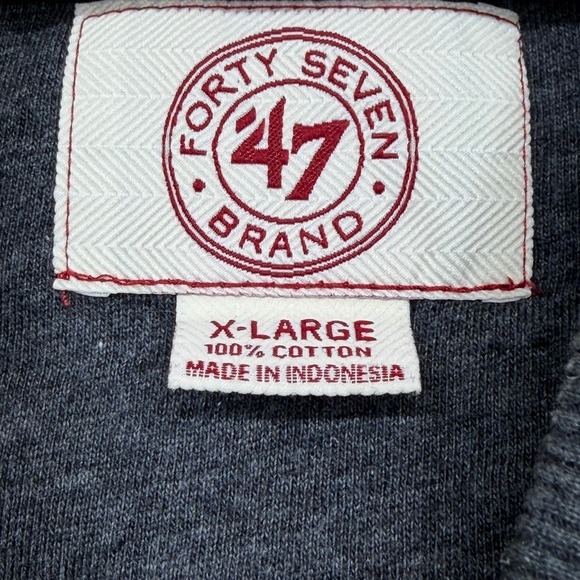 FORTY SEVEN
'47
• BRAND •
X-LARGE
100% COTTON
MADE IN INDONESIA